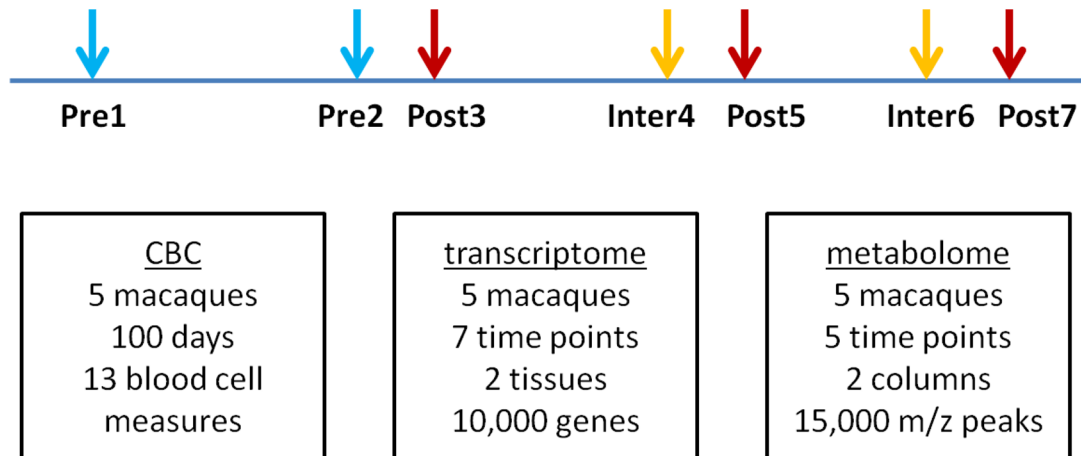 Pre1 Pre2 Post3 Inter4 Post5 Inter6 Post7
CBC
5 macaques
100 days
13 blood cell
measures
transcriptome
5 macaques
7 time points
2 tissues
10,000 genes
metabolome
5 macaques
5 time points
2 columns
15,000 m/z peaks